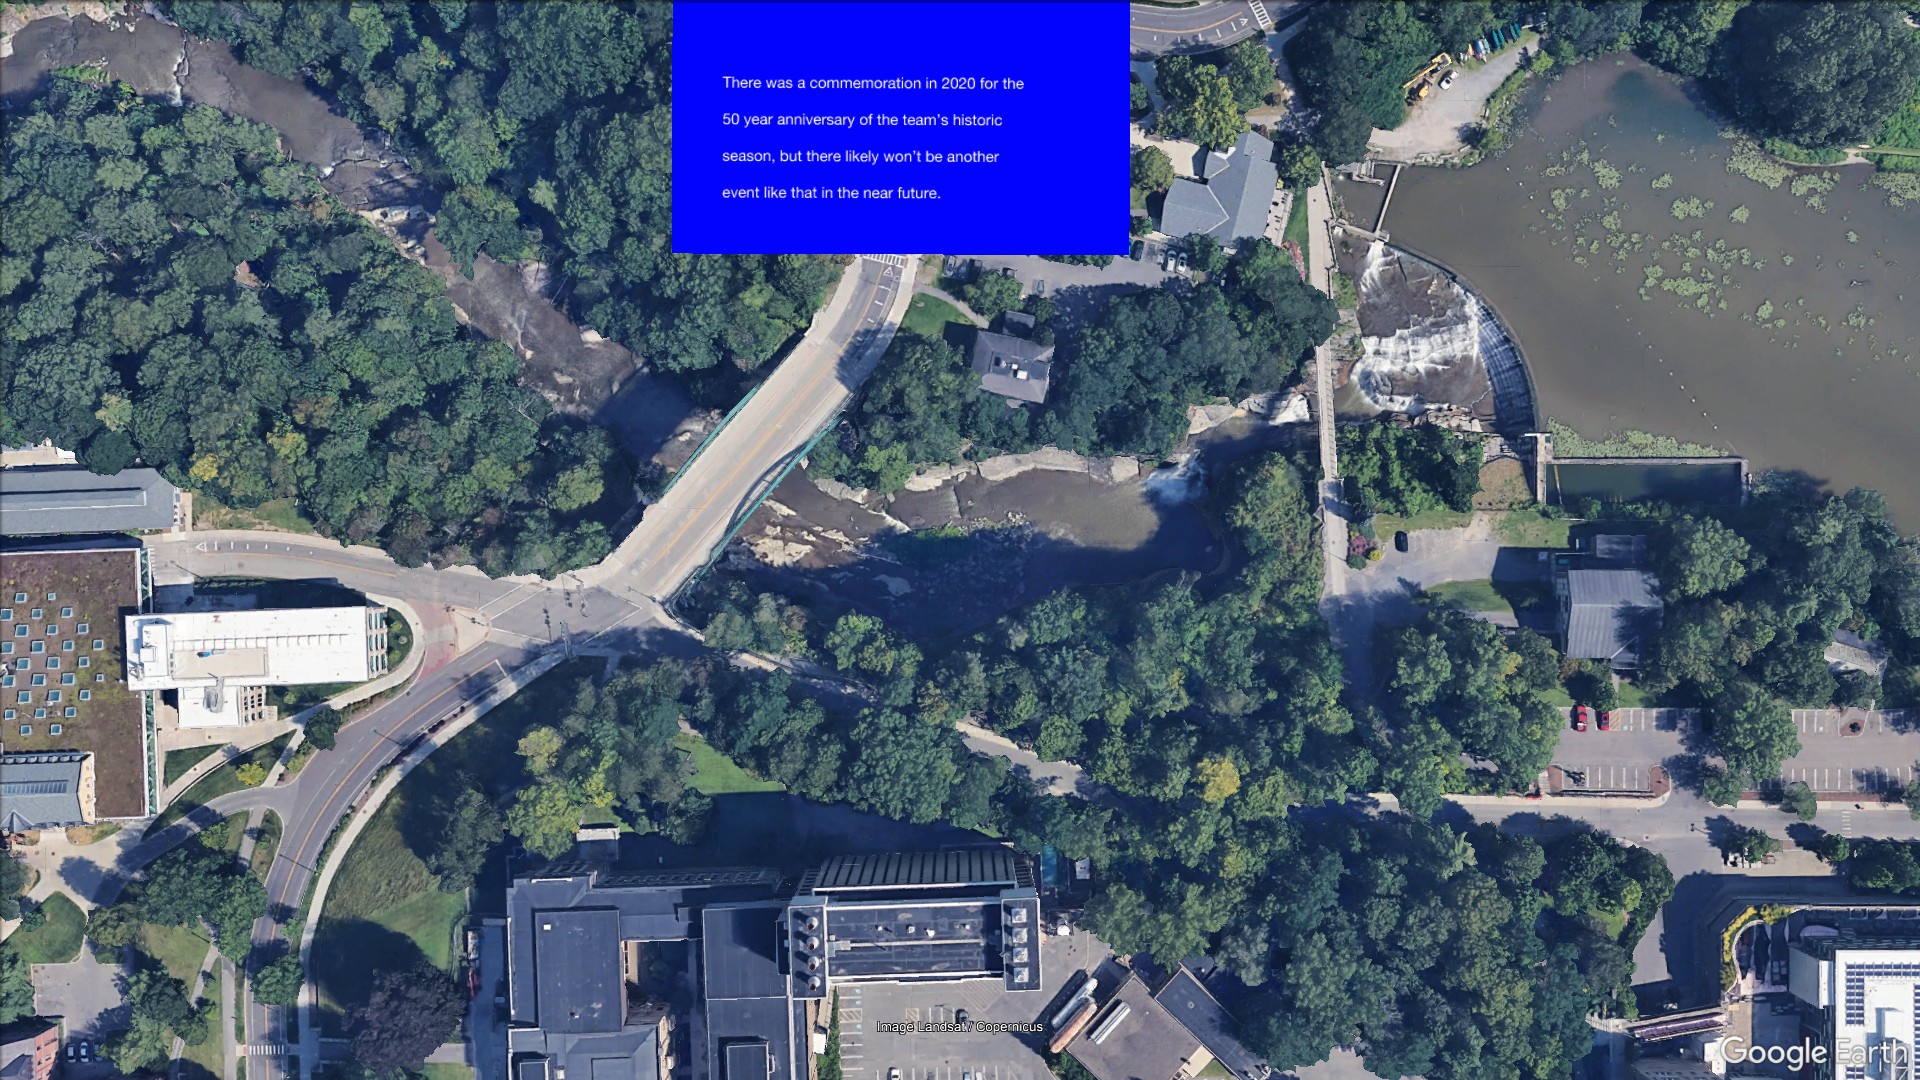 There was a commemoration in 2020 for the
50 year anniversary of the team’s historic
season, but there likely won’t be another
event like that in the near future.
Image Landsat / Copernicus
Google Earth